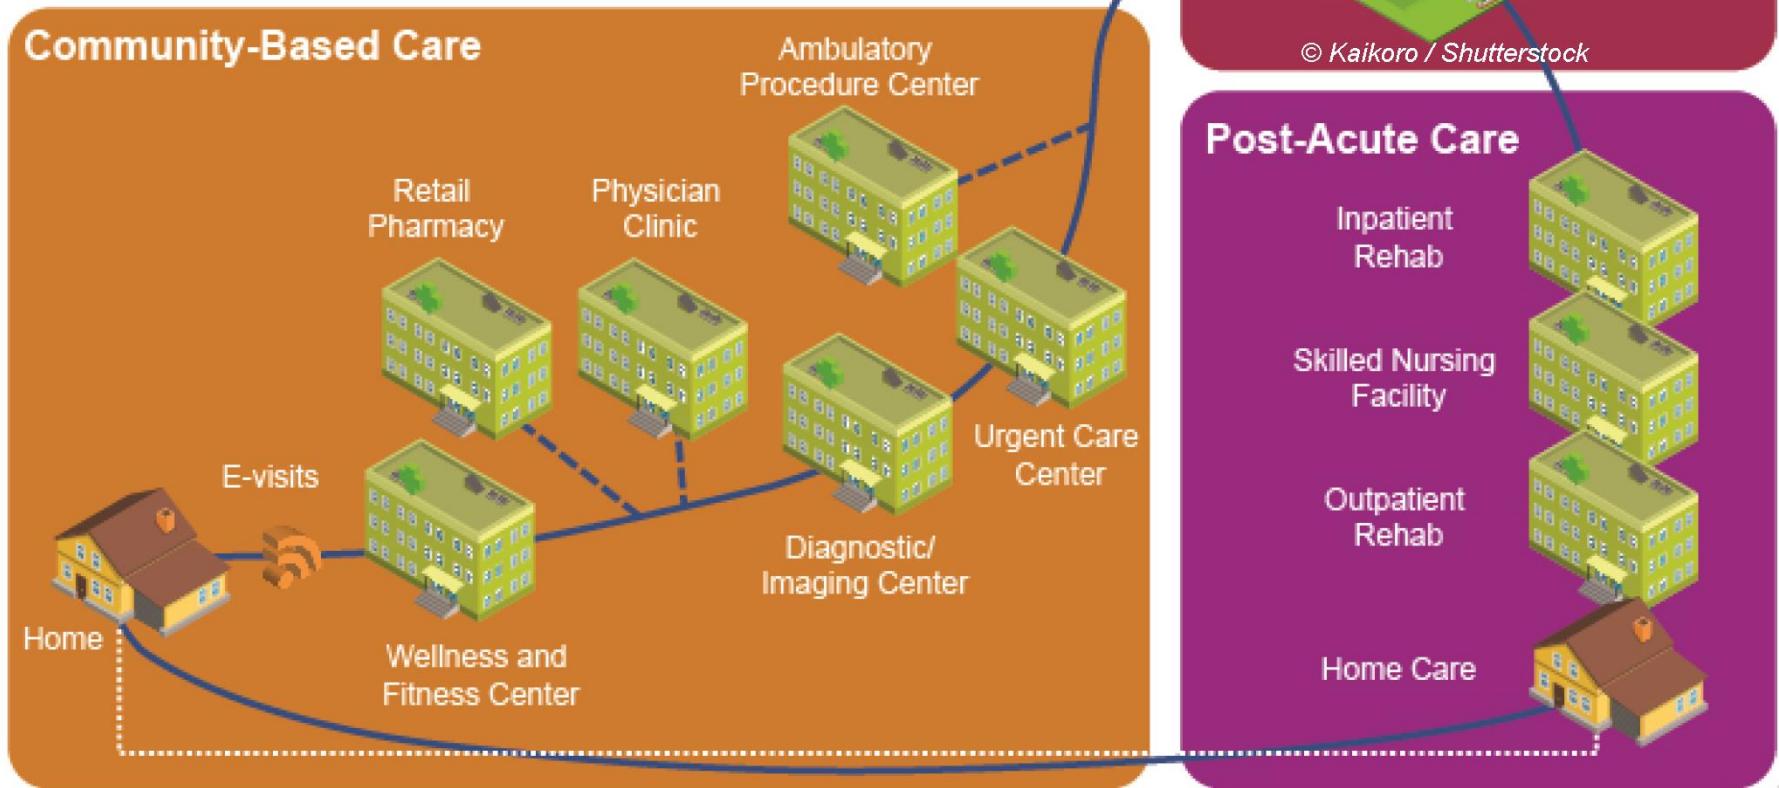 Community-Based Care
Ambulatory
Procedure Center
Retail
Pharmacy
Physician
Clinic
E-visits
Urgent Care
Center
Diagnostic/
Imaging Center
Home
Wellness and
Fitness Center
© Kaikoro / Shutterstock
Post-Acute Care
Inpatient
Rehab
Skilled Nursing
Facility
Outpatient
Rehab
Home Care